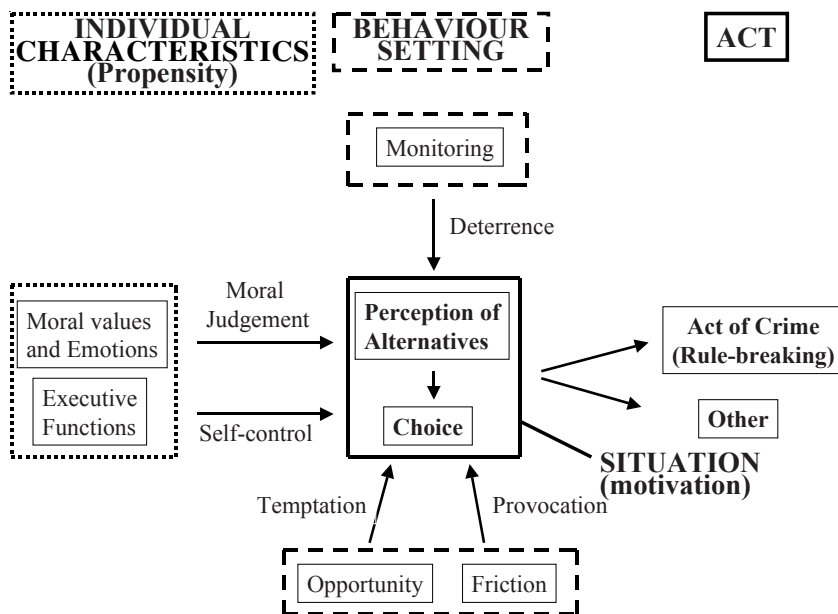 INDIVIDUAL
CHARACTERISTICS
(Propensity)
BEHAVIOUR
SETTING
ACT
Monitoring
Deterrence
Moral
Judgement
Moral values
and Emotions
Executive
Functions
Self-control
Perception of
Alternatives
Choice
Act of Crime
(Rule-breaking)
Other
SITUATION
(motivation)
Temptation
Provocation
Opportunity
Friction